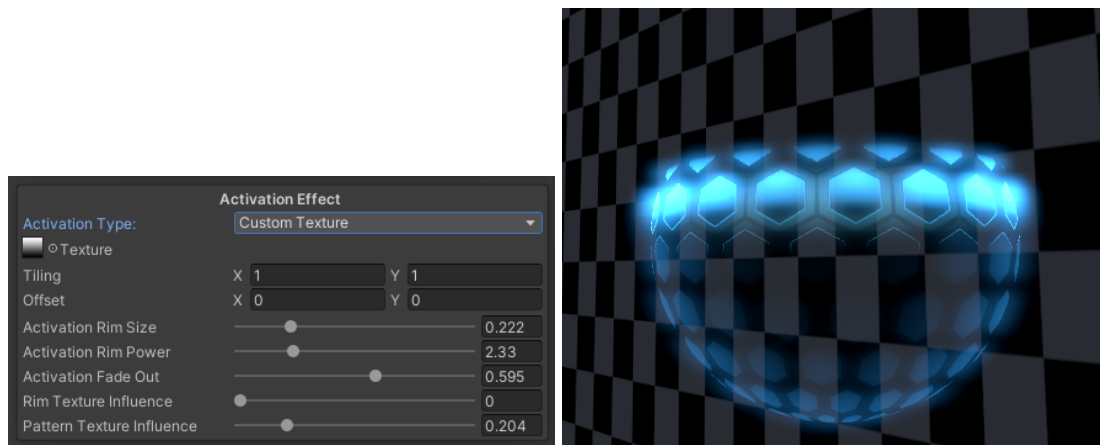 Activation Effect
Activation Type: Custom Texture
Texture
Tiling X 1 Y 1
Offset X 0 Y 0
Activation Rim Size 0.222
Activation Rim Power 2.33
Activation Fade Out 0.595
Rim Texture Influence 0
Pattern Texture Influence 0.204